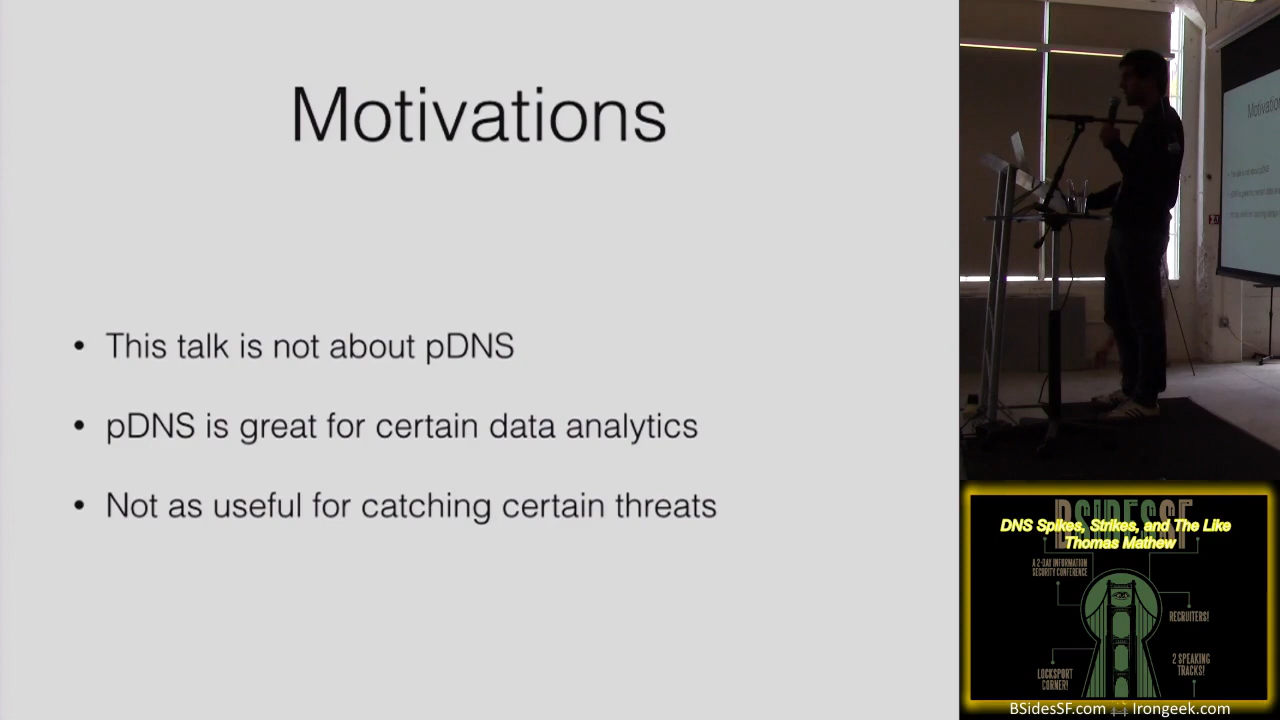 Motivations
• This talk is not about pDNS
• pDNS is great for certain data analytics
• Not as useful for catching certain threats
Motivation
BSIDESSF
DNS Spikes, Strikes, and The Like
Thomas Mathew
A 2-DAY INFORMATION
SECURITY CONFERENCE
RECRUITERS!
LOCKSPORT
CORNER!
2 SPEAKING
TRACKS!
BSidesSF.com Irongeek.com